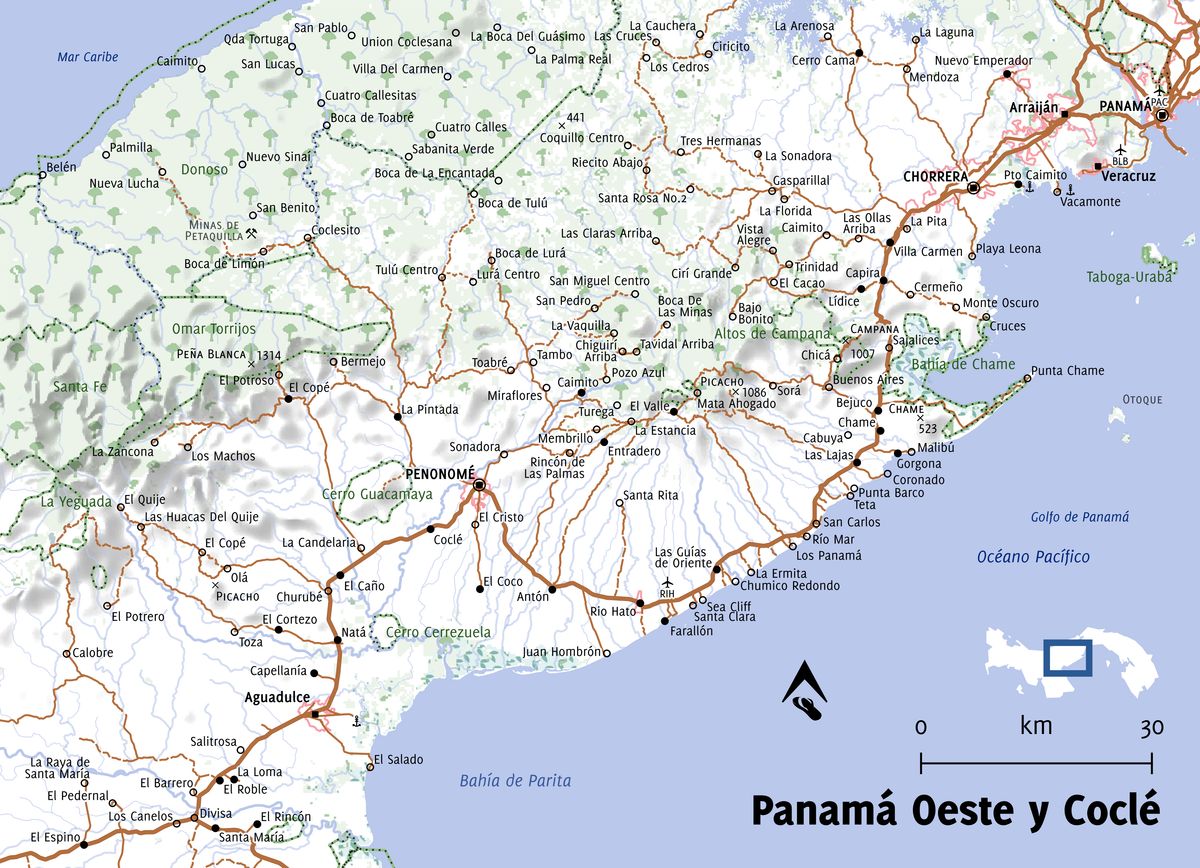 Mar Caribe
Caimito
Qda Tortuga
San Pablo
San Lucas
Union Coclesana
Villa Del Carmen
La Boca Del Guásimo
La Palma Real
Las Cruces
La Cauchera
Ciricito
Los Cedros
La Arenosa
Cerro Cama
La Laguna
Mendoza
Nuevo Emperador
Arraiján
PANAMÁ
PAC
BLB
Veracruz
Cuatro Callesitas
Boca de Toabré
Cuatro Calles
Sabanita Verde
Boca de La Encantada
Boca de Tulú
441
Coquillo Centro
Riecito Abajo
Tres Hermanas
La Sonadora
Santa Rosa No.2
Gasparillal
La Florida
CHORRERA
Pto Caimito
Vacamonte
Palmilla
Belén
Nueva Lucha
Donoso
Nuevo Sinaí
San Benito
MINAS DE
PETAQUILLA
Coclesito
Boca de Limón
Las Claras Arriba
Vista
Alegre
Caimito
Las Ollas
Arriba
La Pita
Villa Carmen
Playa Leona
Taboga-Urabá
Boca de Lurá
Tulú Centro
Lurá Centro
San Miguel Centro
Cirí Grande
Trinidad
El Cacao
Capira
Lídice
Cermeño
Monte Oscuro
Cruces
San Pedro
La Vaquilla
Boca De
Las Minas
Bajo
Bonito
Altos de Campana
CAMPANA
1007
Sajalices
Bahía de Chame
Omar Torrijos
PEÑA BLANCA
1314
El Potroso
Bermejo
El Copé
Santa Fe
Toabré
Tambo
Chiguirí
Arriba
Tavidal Arriba
Pozo Azul
Caimito
Miraflores
Chicá
Buenos Aires
Punta Chame
OTOQUE
PICACHO
1086
Sorá
Mata Ahogado
El Valle
Turega
La Estancia
Bejuco
CHAME
523
Chame
La Pintada
Membrillo
Entradero
Cabuya
Las Lajas
Malibú
Gorgona
Coronado
Sonadora
Rincón de
Las Palmas
La Zancona
Los Machos
PENONOMÉ
Cerro Guacamaya
Santa Rita
Punta Barco
Teta
La Yeguada
El Quije
Las Huacas Del Quije
El Cristo
San Carlos
Río Mar
Los Panamá
Golfo de Panamá
Océano Pacífico
El Copé
Olá
PICACHO
La Candelaria
Coclé
Las Guías
de Oriente
La Ermita
Chumico Redondo
El Caño
Churubé
El Coco
Antón
RIH
Rio Hato
Sea Cliff
Santa Clara
Farallón
El Potrero
El Cortezo
Toza
Natá
Cerro Cerrezuela
Juan Hombrón
Calobre
Capellanía
Aguadulce
Salitrosa
El Salado
La Raya de
Santa María
El Pedernal
El Barrero
La Loma
El Roble
Los Canelos
Divisa
El Rincón
Santa María
El Espino
Bahía de Parita
0 km 30
Panamá Oeste y Coclé